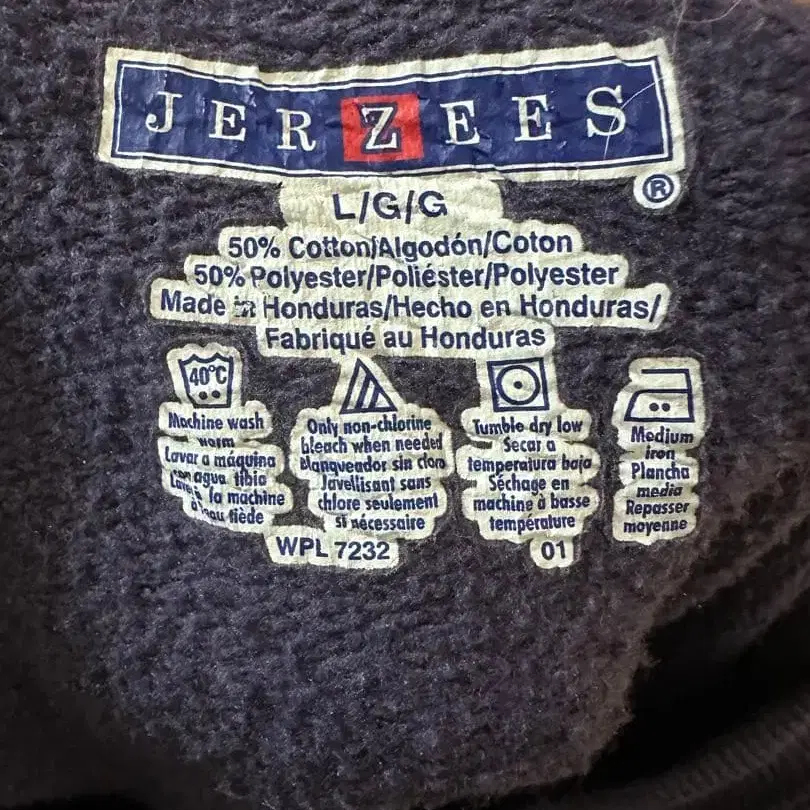 JERZEES
®
L/G/G
50% Cotton/Algodón/Coton
50% Polyester/Poliéster/Polyester
Made in Honduras/Hecho en Honduras/
Fabriqué au Honduras
40°C
Machine wash
warm
Lavar a máquina
con agua tibia
Laver à la machine
à l'eau tiède
Only non-chlorine
bleach when needed
Blanqueador sin cloro
Javellisant sans
chlore seulement
si nécessaire
Tumble dry low
Secar a
temperatura baja
Séchage en
machine à basse
température
Medium
iron
Plancha
media
Repasser
moyenne
WPL 7232
01